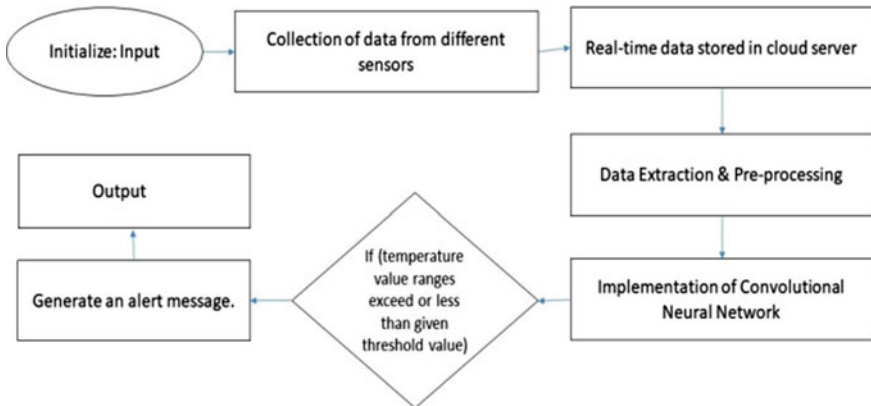 Initialize: Input
Collection of data from different
sensors
Real-time data stored in cloud server
Data Extraction & Pre-processing
Implementation of Convolutional
Neural Network
If (temperature
value ranges
exceed or less
than given
threshold value)
Generate an alert message.
Output